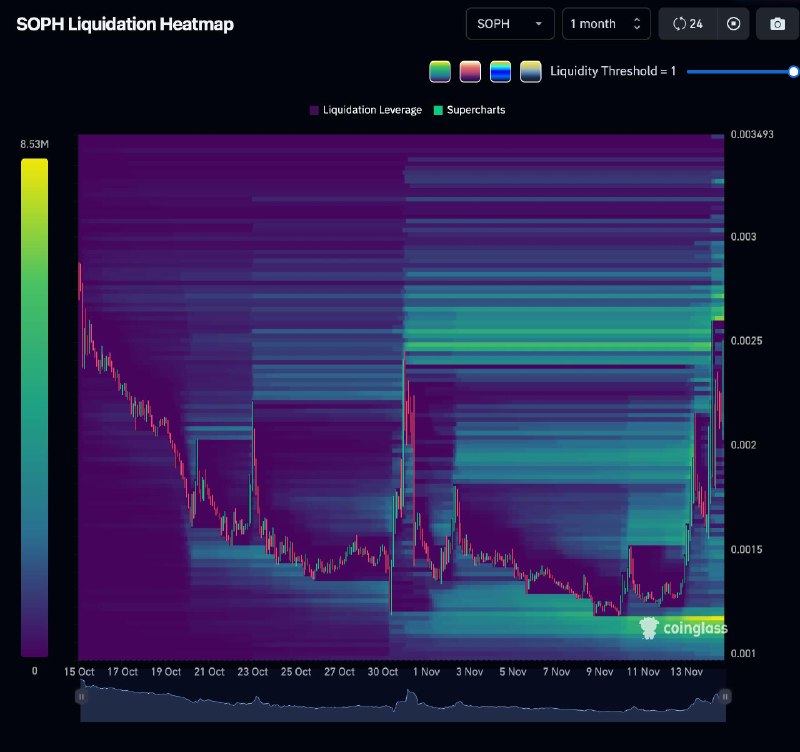 SOPH Liquidation Heatmap
SOPH
1 month
24
Liquidity Threshold = 1
Liquidation Leverage
Supercharts
8.53M
0
0.003493
0.003
0.0025
0.002
0.0015
0.001
coinglass
15 Oct 17 Oct 19 Oct 21 Oct 23 Oct 25 Oct 27 Oct 30 Oct 1 Nov 3 Nov 5 Nov 7 Nov 9 Nov 11 Nov 13 Nov